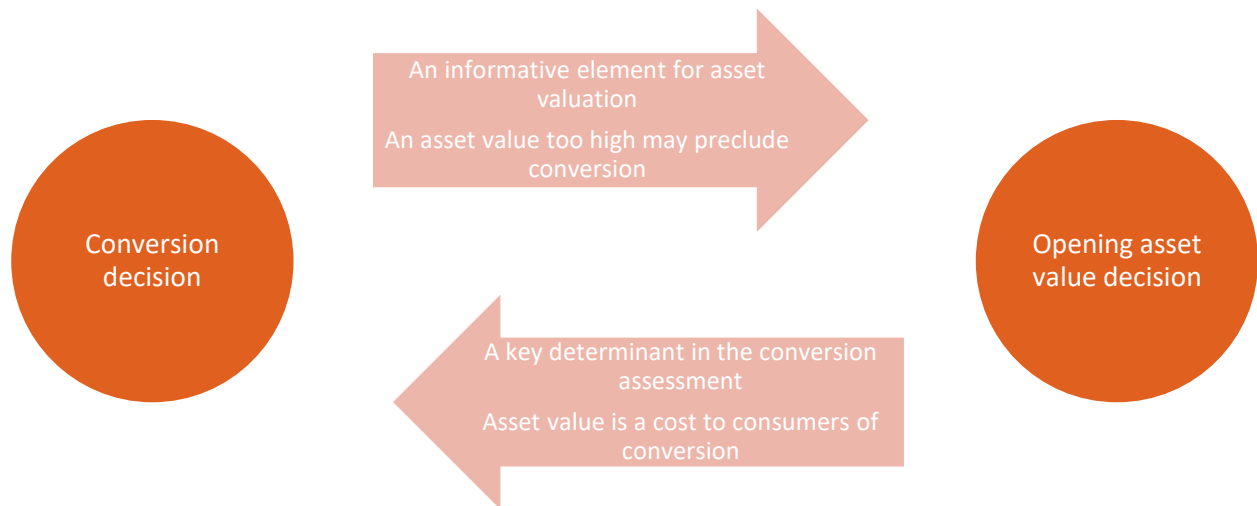 An informative element for asset
valuation
An asset value too high may preclude
conversion
Conversion
decision
Opening asset
value decision
A key determinant in the conversion
assessment
Asset value is a cost to consumers of
conversion